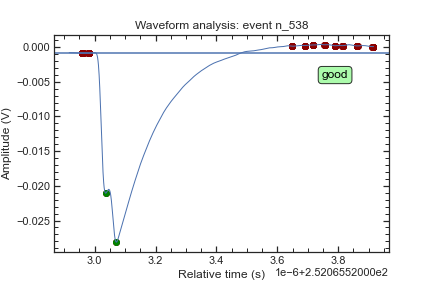 Waveform analysis: event n_538
0.000
−0.005
−0.010
−0.015
−0.020
−0.025
Amplitude (V)
good
3.0
3.2
3.4
3.6
3.8
Relative time (s)
1e−6+2.5206552000e2